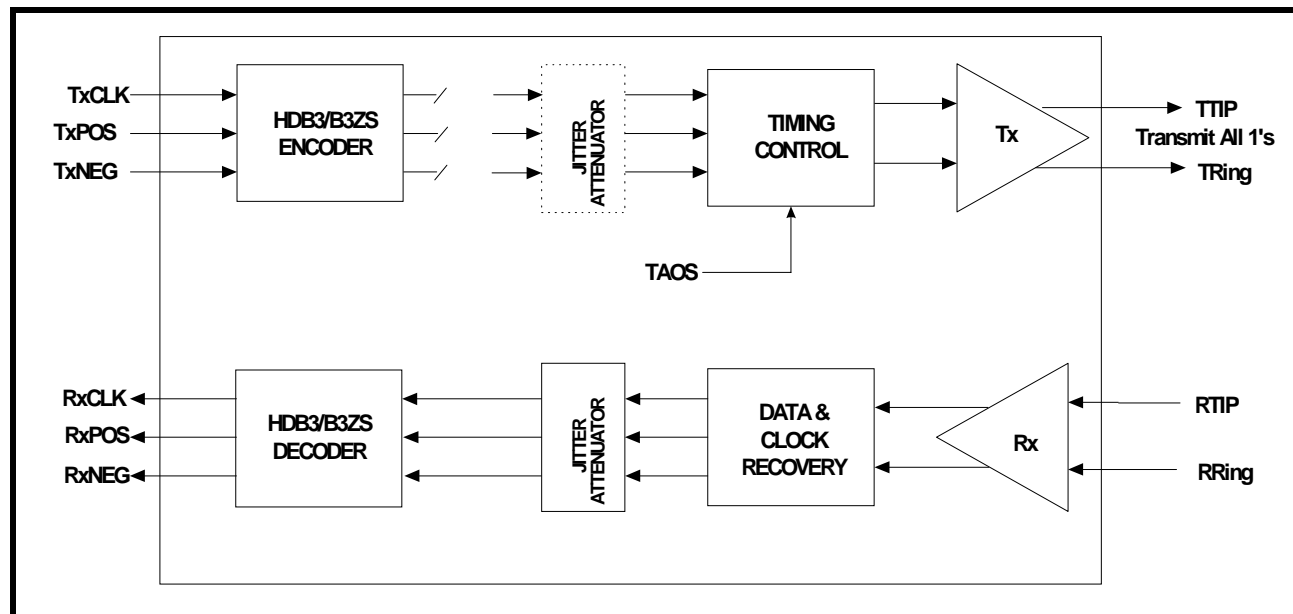 TxCLK
TxPOS
TxNEG
HDB3/B3ZS
ENCODER
JITTER
ATTENUATOR
TIMING
CONTROL
Tx
TTIP
Transmit All 1's
TRing
TAOS
RxCLK
RxPOS
RxNEG
HDB3/B3ZS
DECODER
JITTER
ATTENUATOR
DATA &
CLOCK
RECOVERY
Rx
RTIP
RRing